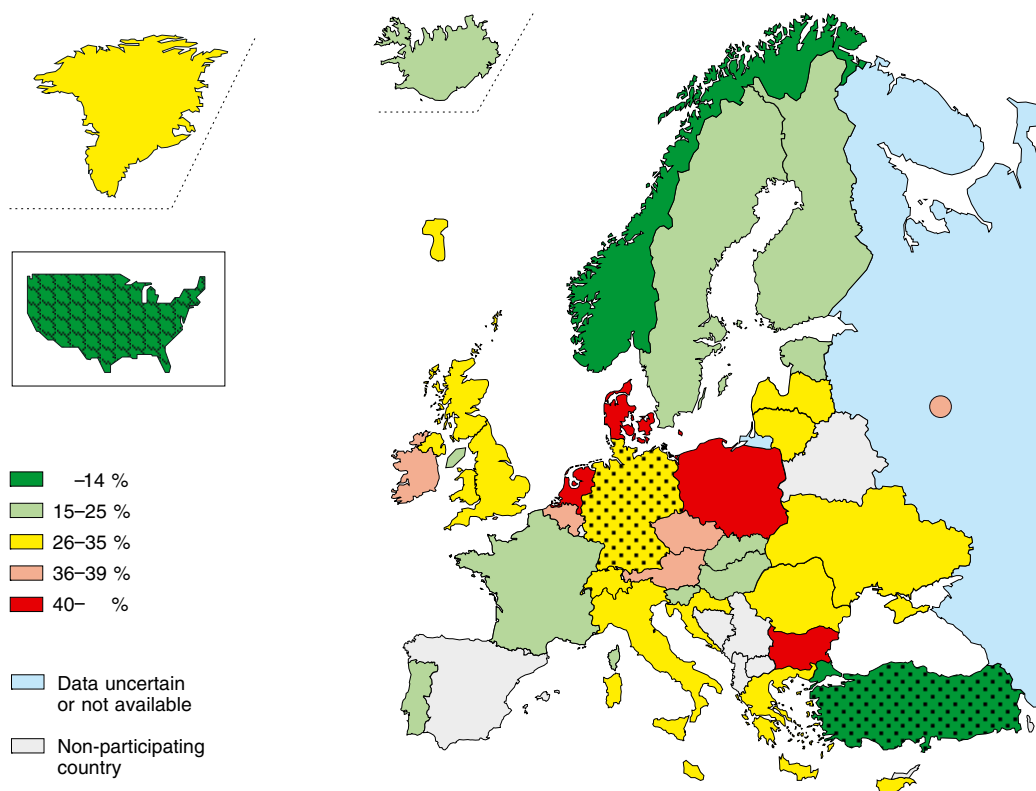 –14 %
15–25 %
26–35 %
36–39 %
40– %
Data uncertain
or not available
Non-participating
country